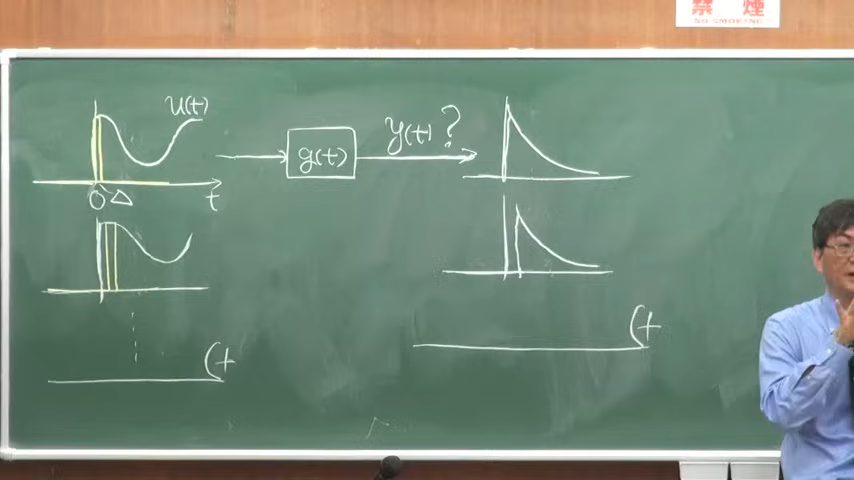 禁煙
NO SMOKING
u(t)
g(t)
y(t)?
0 Δ
t
(+
(+